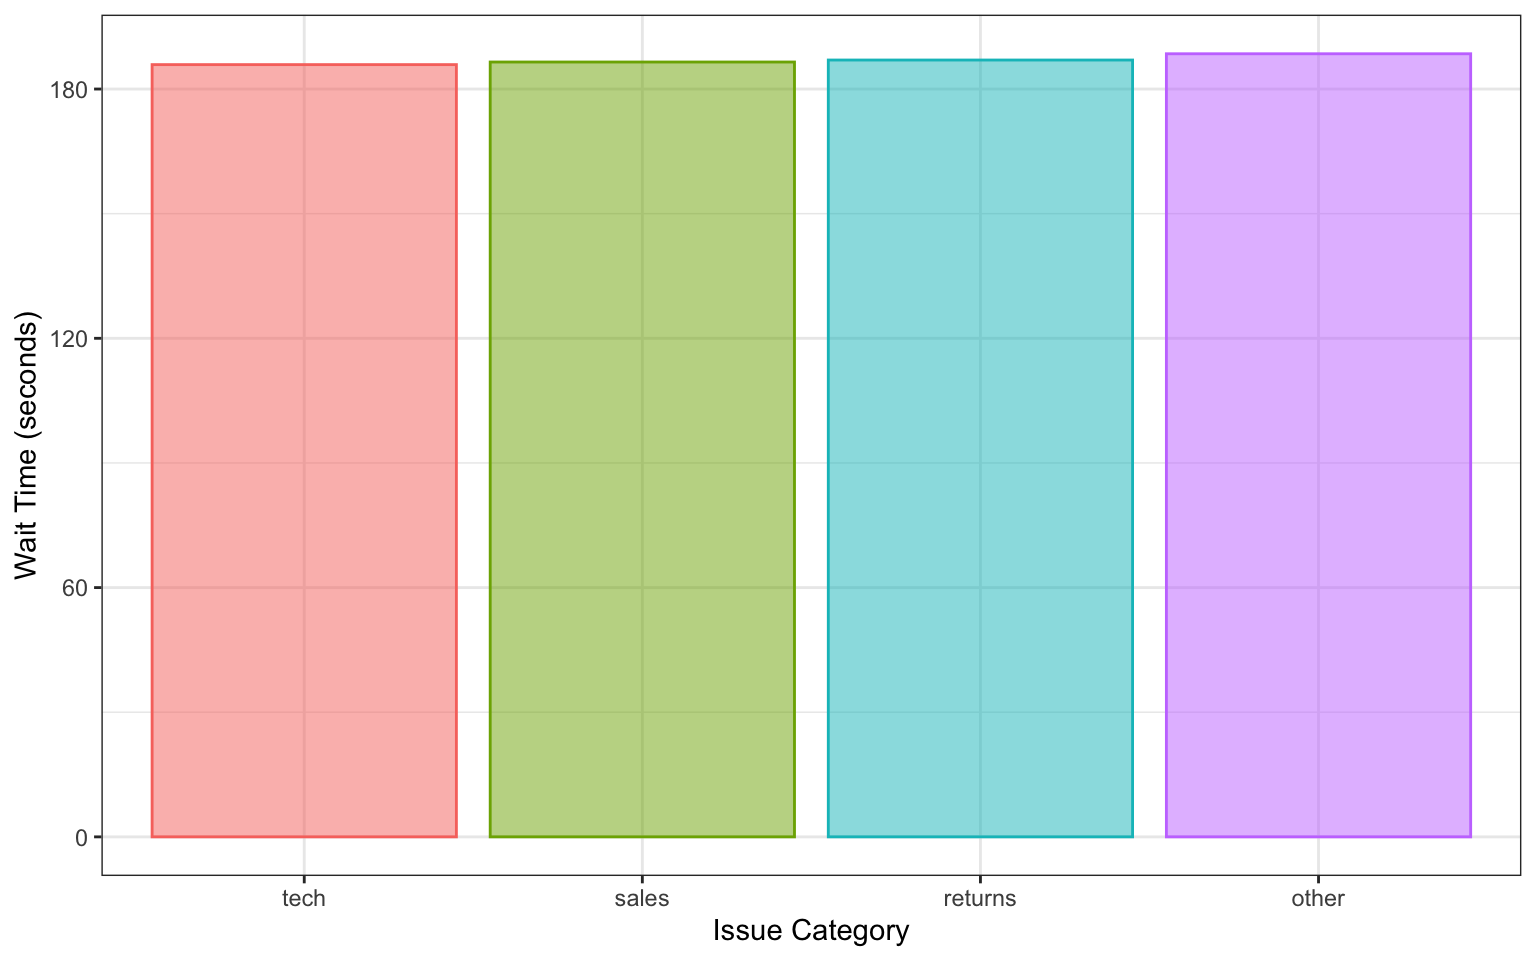 Wait Time (seconds)
180
120
60
0
tech
sales
returns
other
Issue Category